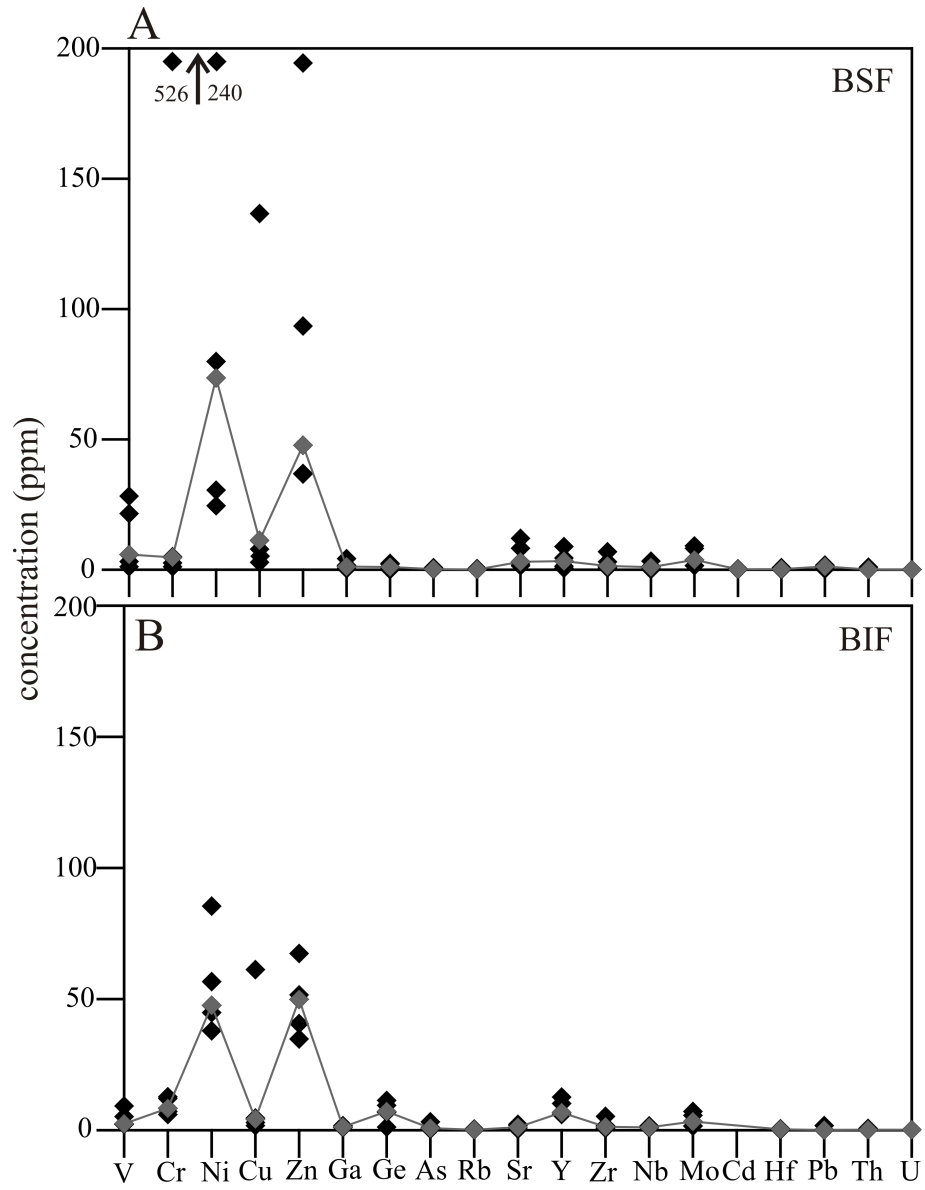 A
200
BSF
526 240
150
100
50
0
concentration (ppm)
200
B
BIF
150
100
50
0
V Cr Ni Cu Zn Ga Ge As Rb Sr Y Zr Nb Mo Cd Hf Pb Th U